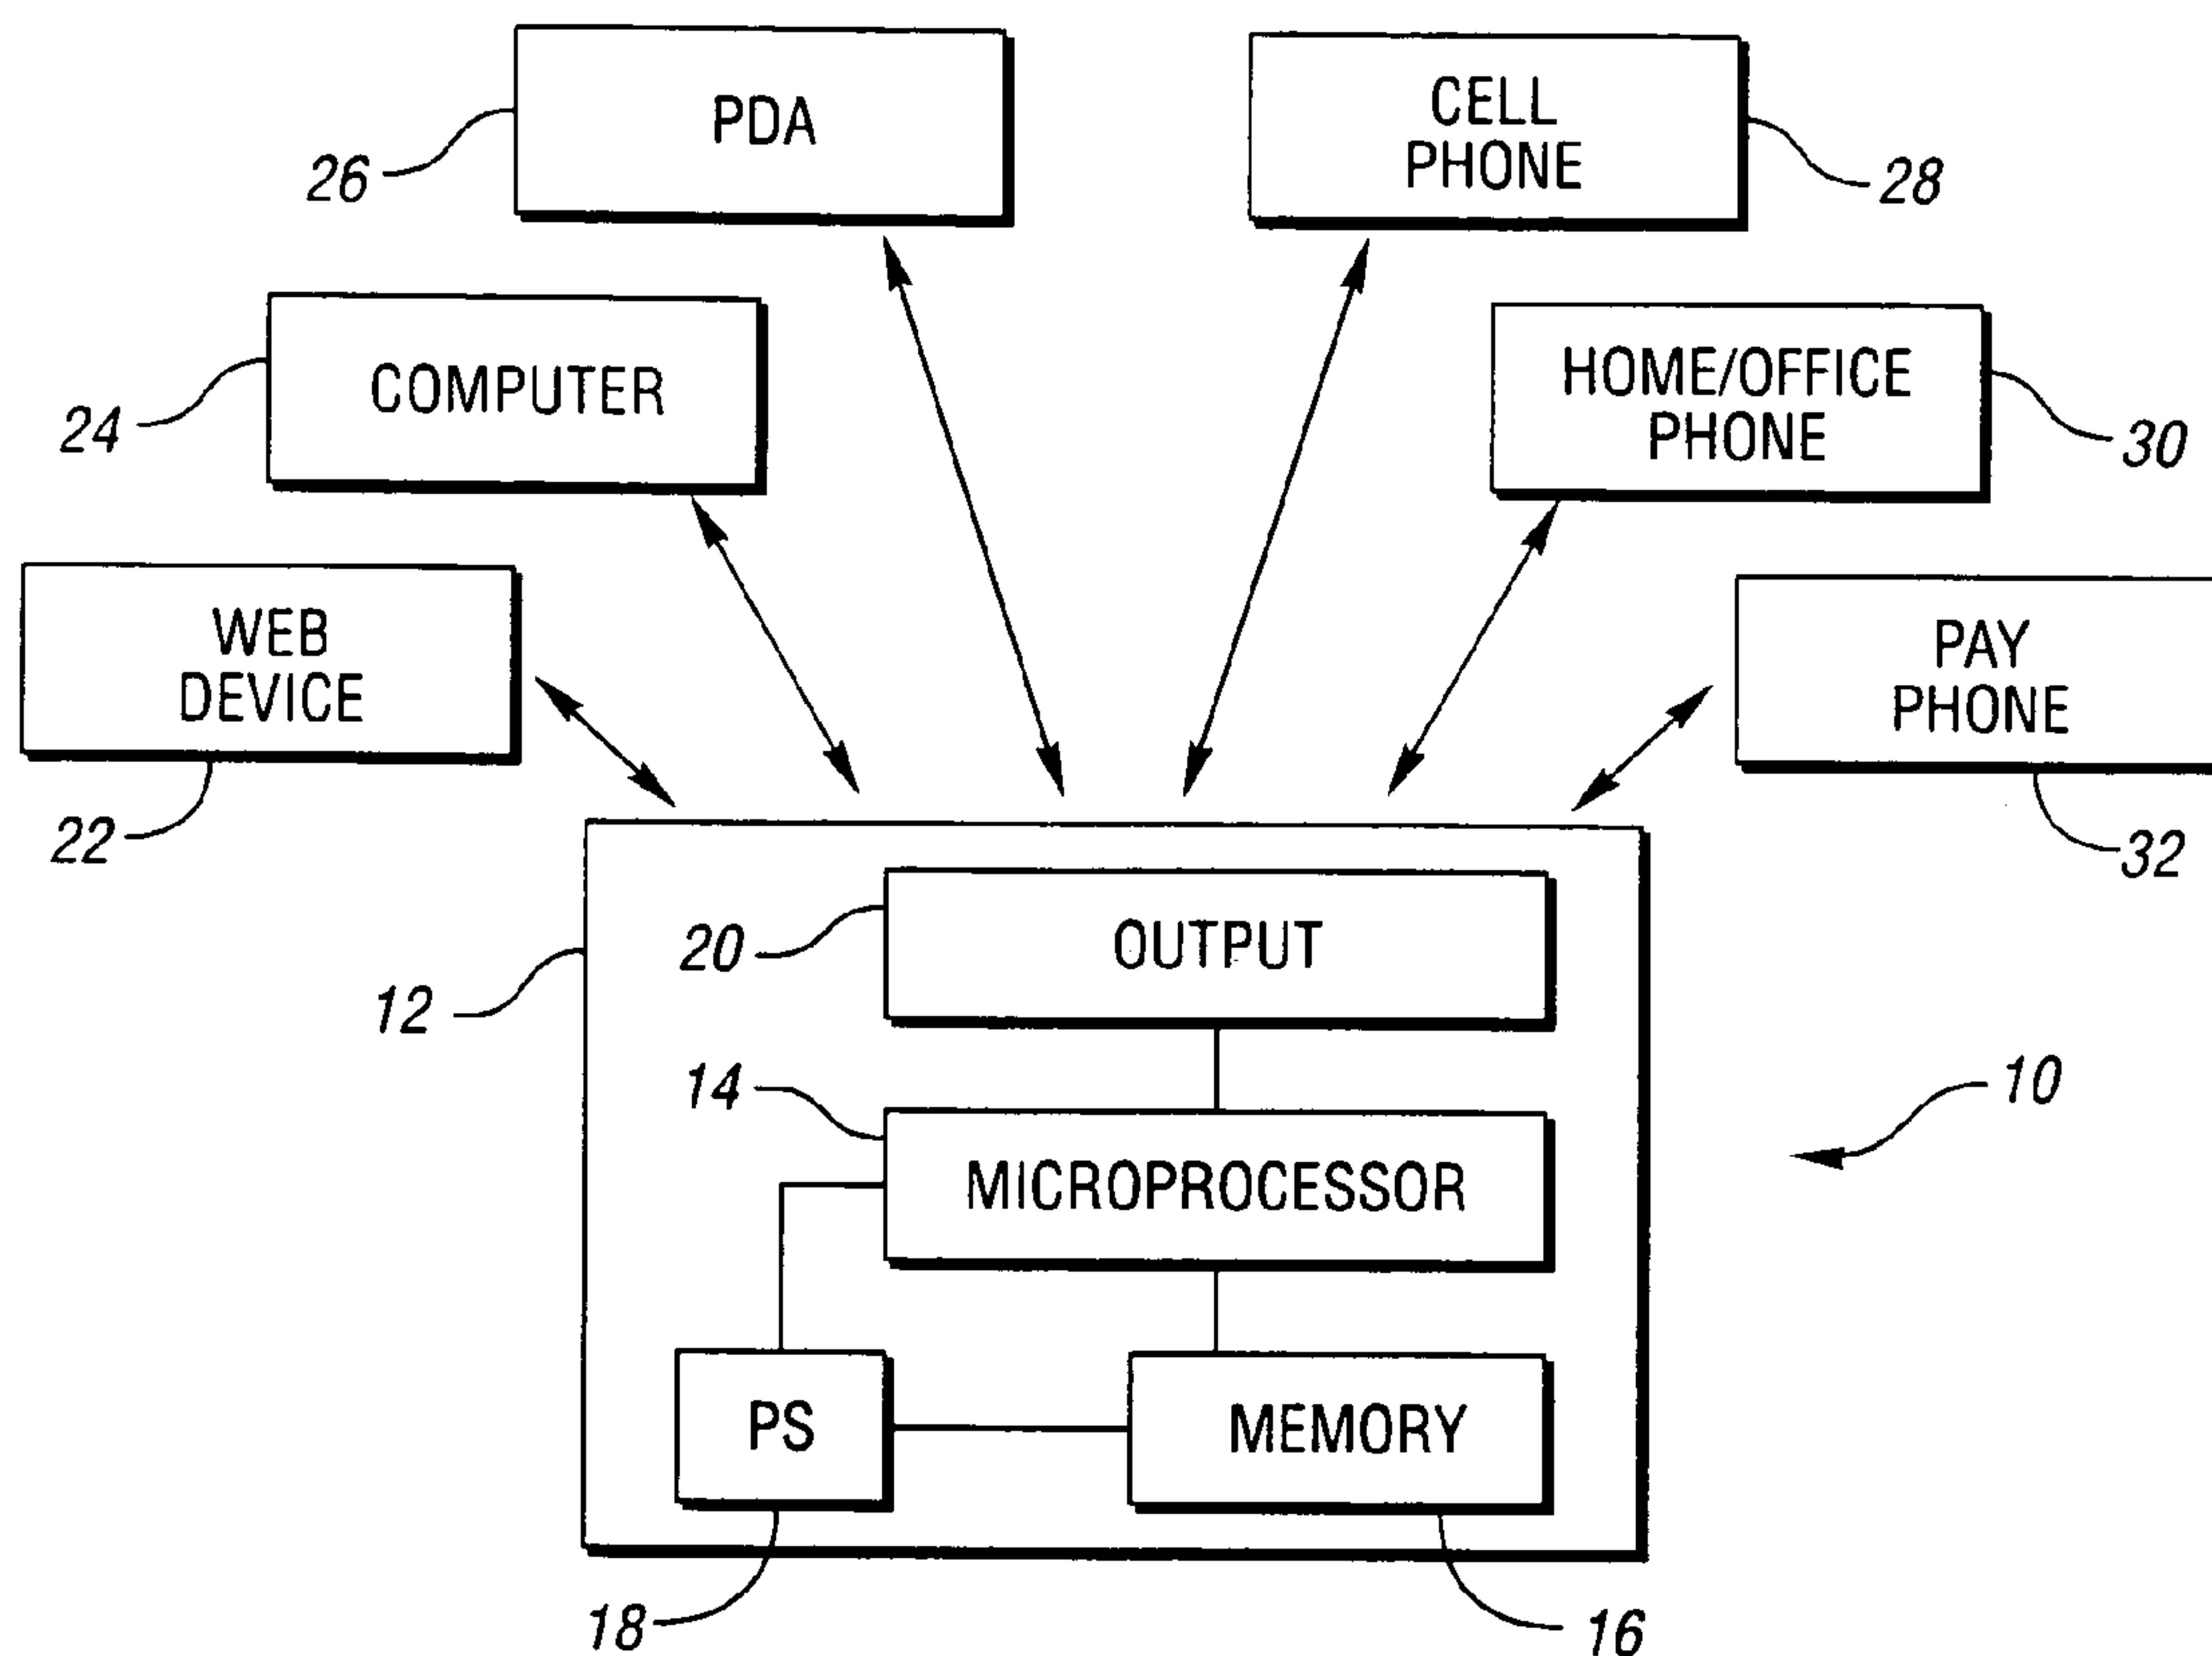 PDA
26
CELL
PHONE
28
COMPUTER
24
HOME/OFFICE
PHONE
30
WEB
DEVICE
22
PAY
PHONE
32
OUTPUT
20
12
MICROPROCESSOR
14
10
PS
MEMORY
18
16